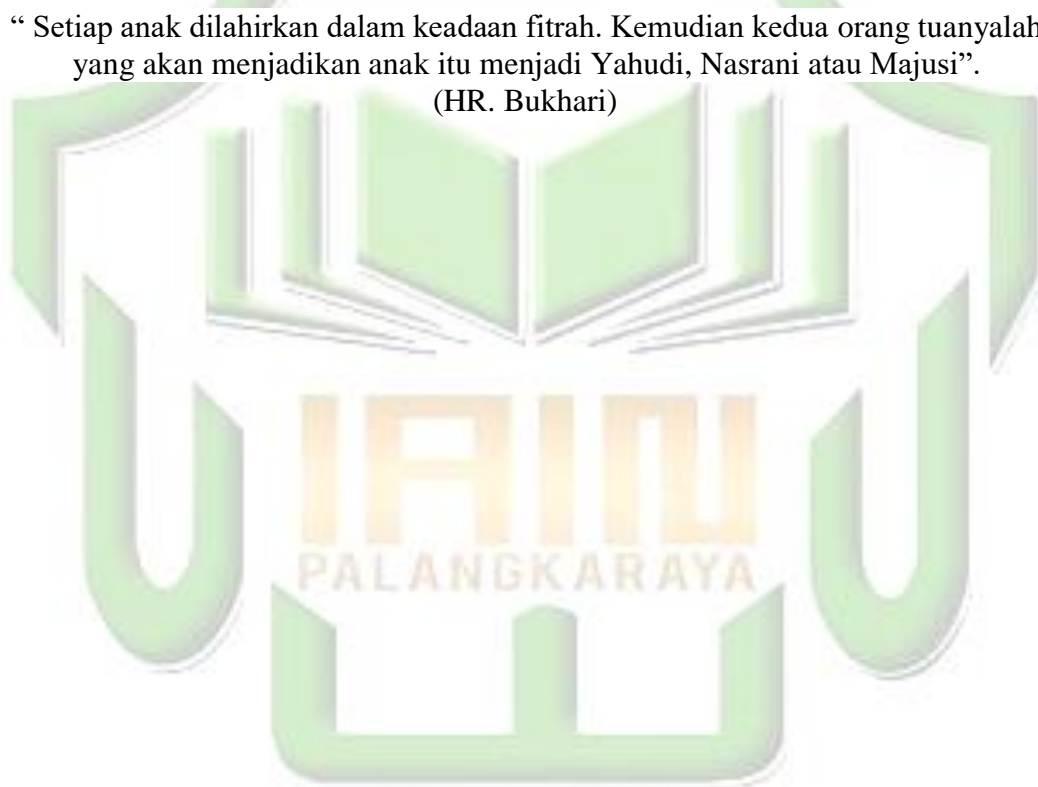 “ Setiap anak dilahirkan dalam keadaan fitrah. Kemudian kedua orang tuanyalah
yang akan menjadikan anak itu menjadi Yahudi, Nasrani atau Majusi”.
(HR. Bukhari)
IAIN
PALANGKARAYA